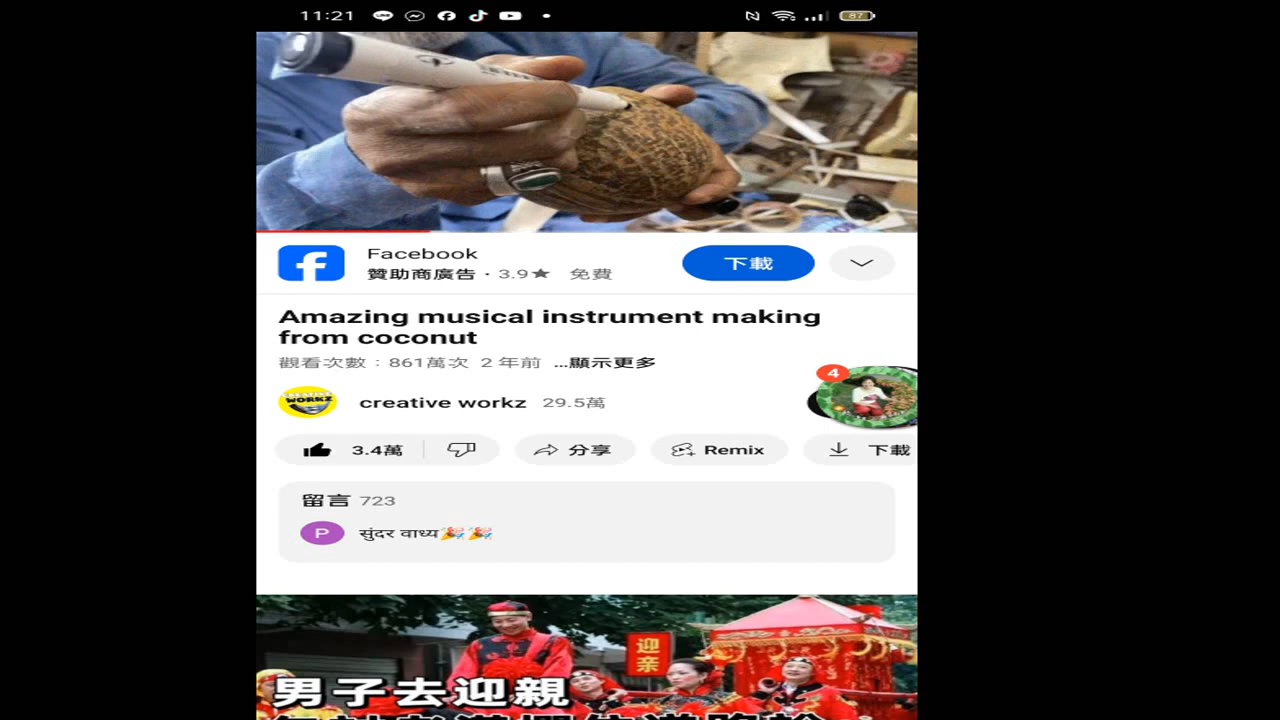 11:21
87
Facebook
贊助商廣告・3.9★ 免費
下載
Amazing musical instrument making
from coconut
觀看次數：861萬次 2 年前 ...顯示更多
4
CREATIVE
WORKZ
creative workz 29.5萬
3.4萬
分享
Remix
下載
留言 723
P
सुंदर वाध्य🎉🎉
迎亲
男子去迎親